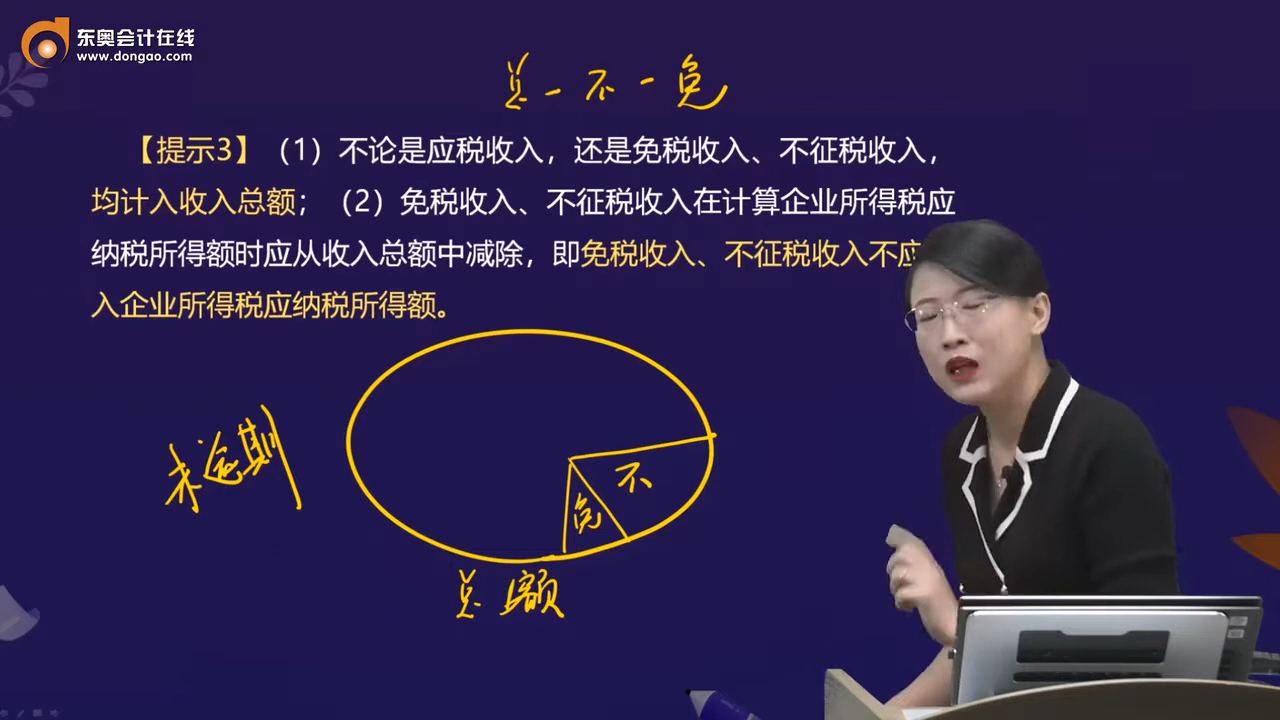 东奥会计在线
www.dongao.com
总-不-免
【提示3】（1）不论是应税收入，还是免税收入、不征税收入，
均计入收入总额；（2）免税收入、不征税收入在计算企业所得税应
纳税所得额时应从收入总额中减除，即免税收入、不征税收入不应
入企业所得税应纳税所得额。
未逾期
不
免
总额